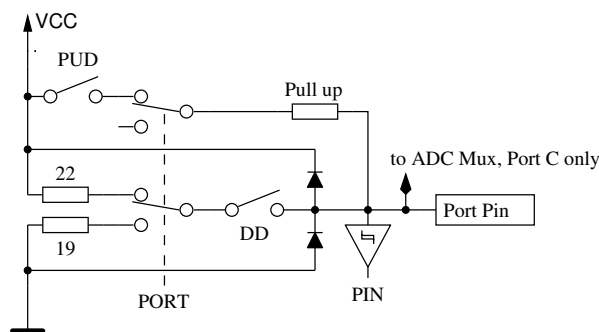 VCC
PUD
Pull up
to ADC Mux, Port C only
22
Port Pin
DD
19
PIN
PORT